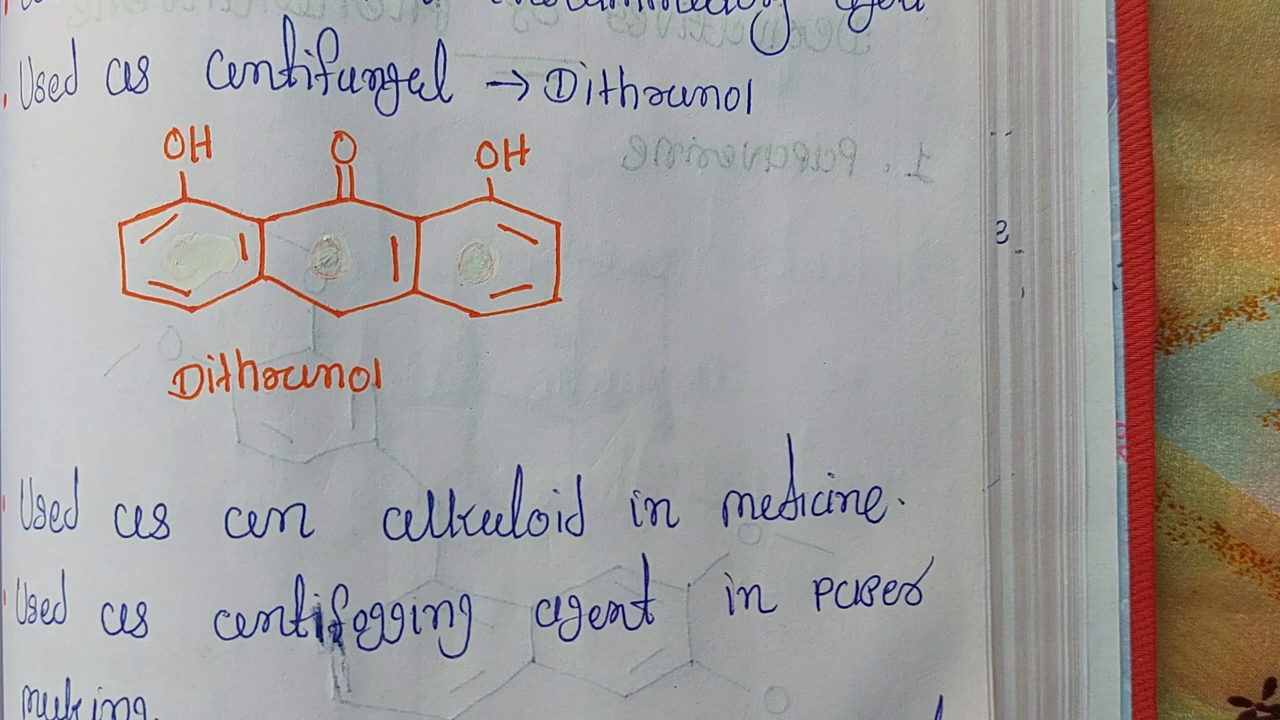 Used as antifungal → Dithranol
OH O OH
Dithranol
Used as an alkaloid in medicine.
Used as antifogging agent in paper
making.